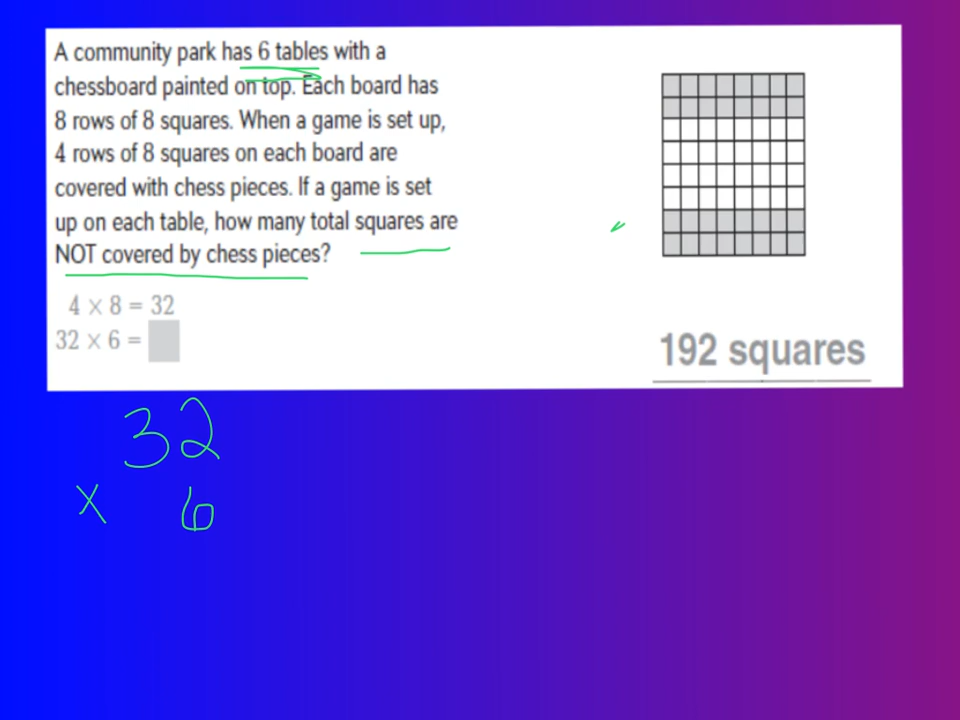 A community park has 6 tables with a
chessboard painted on top. Each board has
8 rows of 8 squares. When a game is set up,
4 rows of 8 squares on each board are
covered with chess pieces. If a game is set
up on each table, how many total squares are
NOT covered by chess pieces?
4 × 8 = 32
32 × 6 =
192 squares
32
x 6